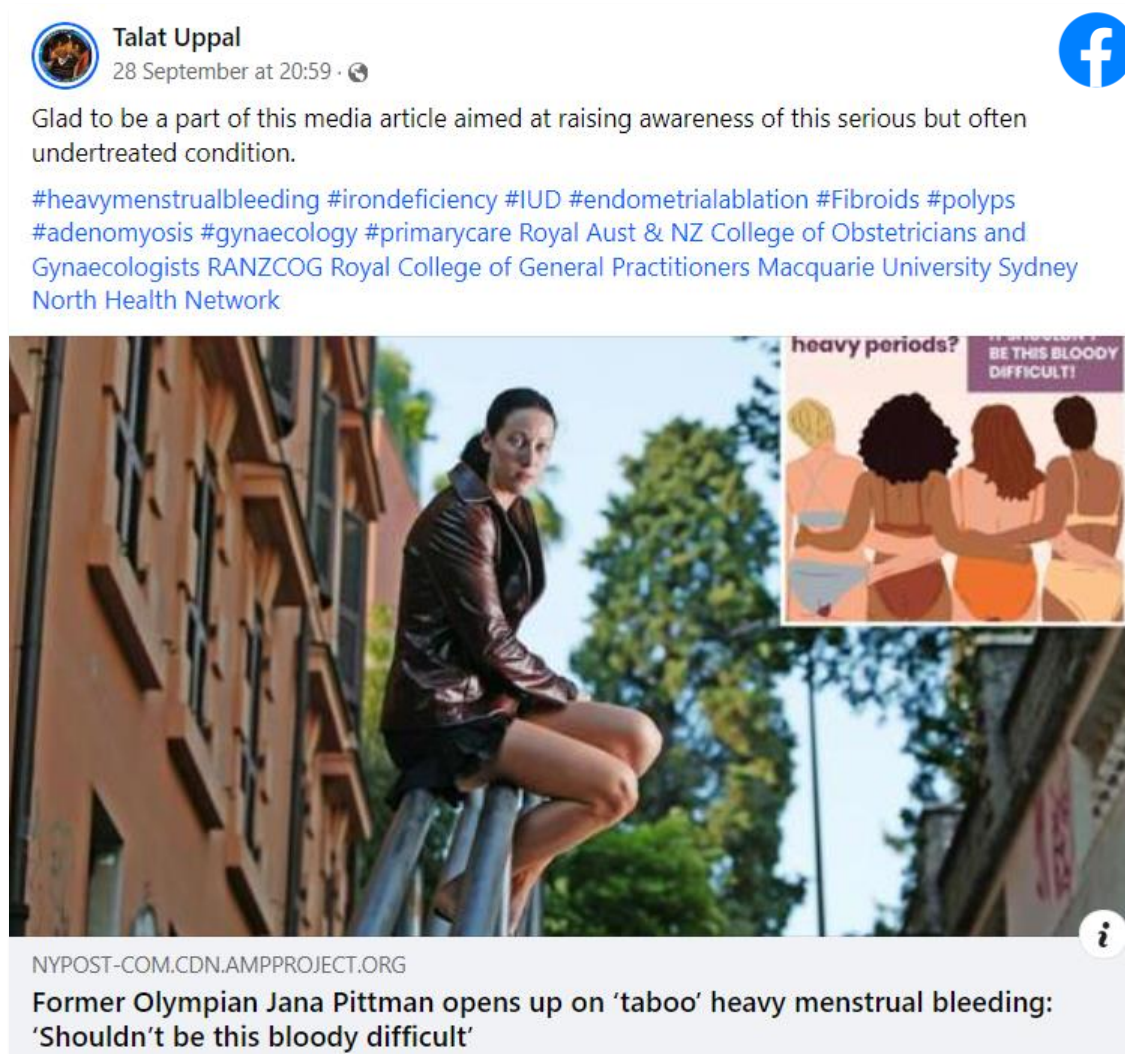 Talat Uppal
28 September at 20:59 ·
Glad to be a part of this media article aimed at raising awareness of this serious but often
undertreated condition.
#heavymenstrualbleeding #irondeficiency #IUD #endometrialablation #Fibroids #polyps
#adenomyosis #gynaecology #primarycare Royal Aust & NZ College of Obstetricians and
Gynaecologists RANZCOG Royal College of General Practitioners Macquarie University Sydney
North Health Network
heavy periods?
BE THIS BLOODY
DIFFICULT!
NYPOST-COM.CDN.AMPPROJECT.ORG
Former Olympian Jana Pittman opens up on ‘taboo’ heavy menstrual bleeding:
‘Shouldn’t be this bloody difficult’